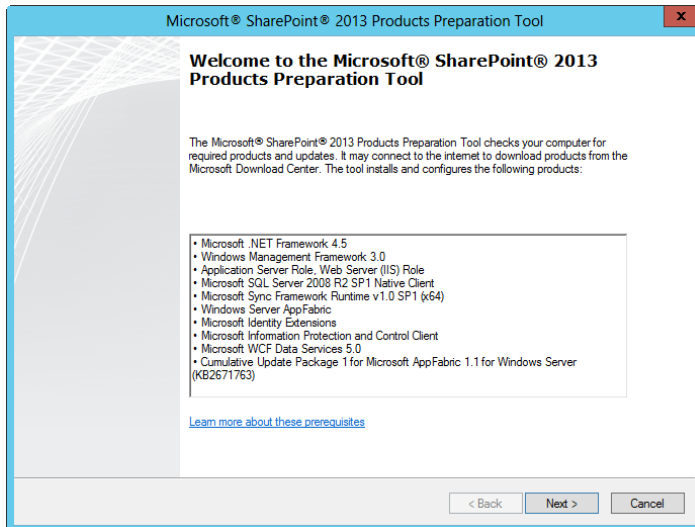 Microsoft® SharePoint® 2013 Products Preparation Tool
x
Welcome to the Microsoft® SharePoint® 2013
Products Preparation Tool
The Microsoft® SharePoint® 2013 Products Preparation Tool checks your computer for
required products and updates. It may connect to the internet to download products from the
Microsoft Download Center. The tool installs and configures the following products:
• Microsoft .NET Framework 4.5
• Windows Management Framework 3.0
• Application Server Role, Web Server (IIS) Role
• Microsoft SQL Server 2008 R2 SP1 Native Client
• Microsoft Sync Framework Runtime v1.0 SP1 (x64)
• Windows Server AppFabric
• Microsoft Identity Extensions
• Microsoft Information Protection and Control Client
• Microsoft WCF Data Services 5.0
• Cumulative Update Package 1 for Microsoft AppFabric 1.1 for Windows Server
(KB2671763)
Learn more about these prerequisites
< Back Next > Cancel